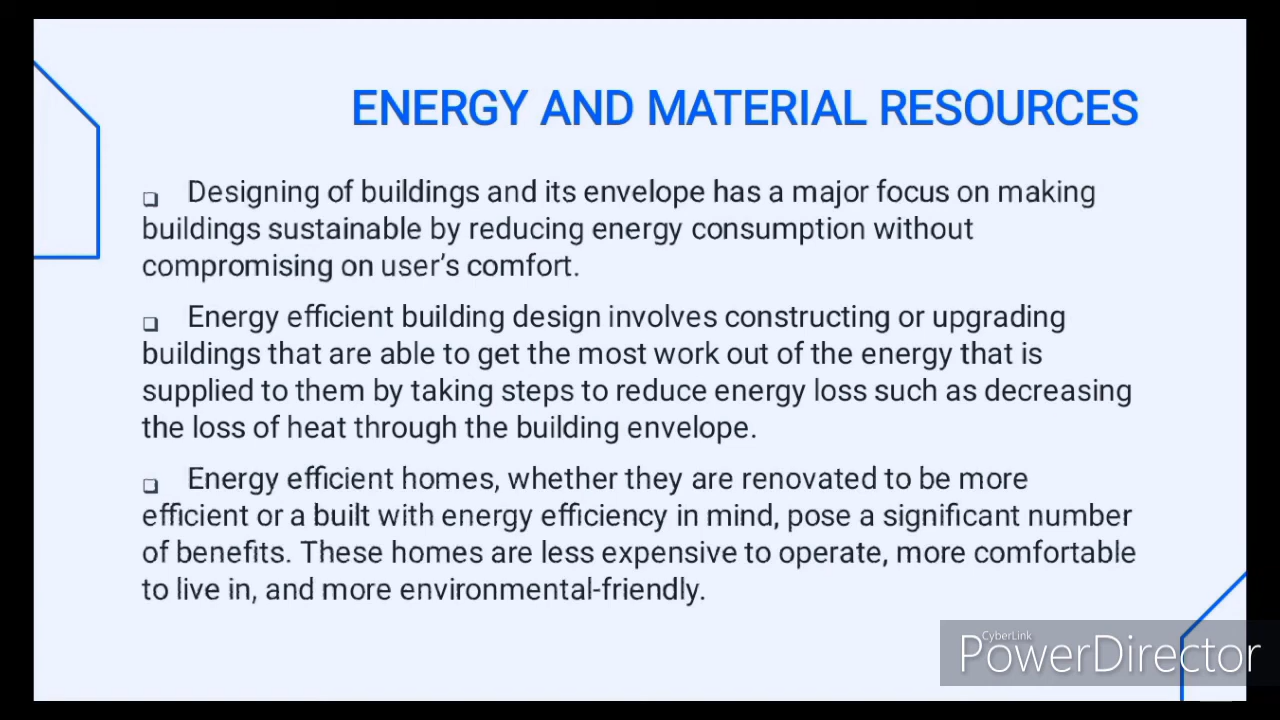 ENERGY AND MATERIAL RESOURCES
❑ Designing of buildings and its envelope has a major focus on making
buildings sustainable by reducing energy consumption without
compromising on user’s comfort.
❑ Energy efficient building design involves constructing or upgrading
buildings that are able to get the most work out of the energy that is
supplied to them by taking steps to reduce energy loss such as decreasing
the loss of heat through the building envelope.
❑ Energy efficient homes, whether they are renovated to be more
efficient or a built with energy efficiency in mind, pose a significant number
of benefits. These homes are less expensive to operate, more comfortable
to live in, and more environmental-friendly.
CyberLink
PowerDirector